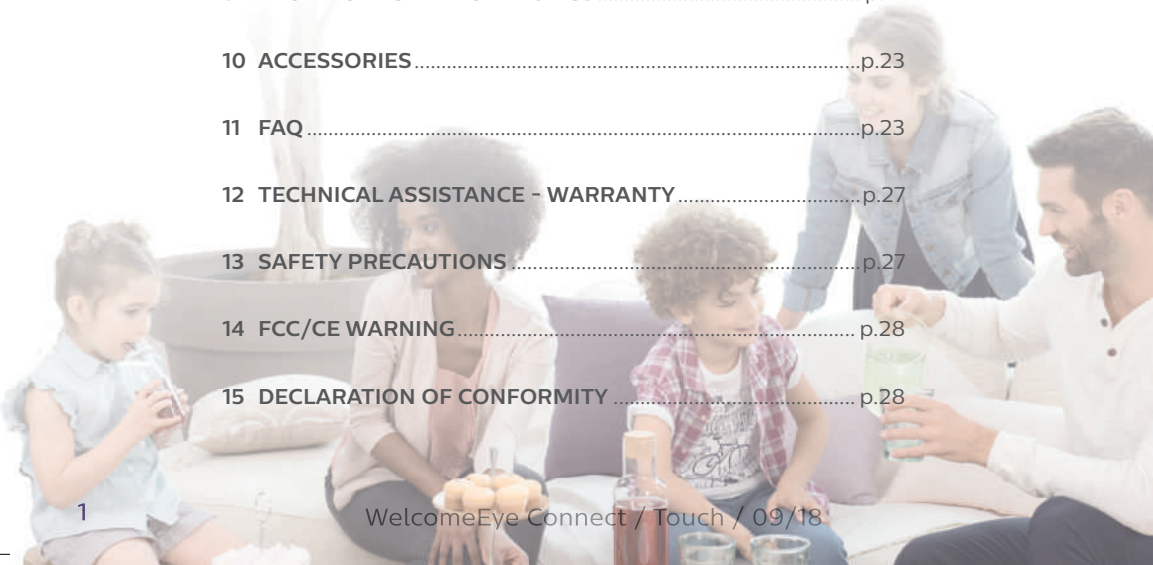 10 ACCESSORIES..........p.23
11 FAQ..........p.23
12 TECHNICAL ASSISTANCE - WARRANTY..........p.27
13 SAFETY PRECAUTIONS..........p.27
14 FCC/CE WARNING.......... p.28
15 DECLARATION OF CONFORMITY .......... p.28
1
WelcomeEye Connect / Touch / 09/18